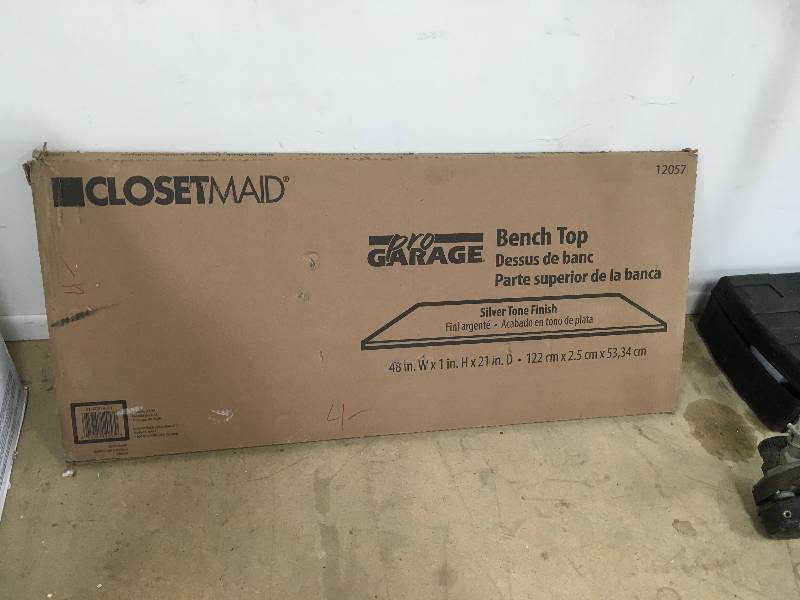 CLOSETMAID®
12057
pro
GARAGE
Bench Top
Dessus de banc
Parte superior de la banca
Silver Tone Finish
Fini argenté • Acabado en tono de plata
48 in. W x 1 in. H x 21 in. D • 122 cm x 2.5 cm x 53,34 cm